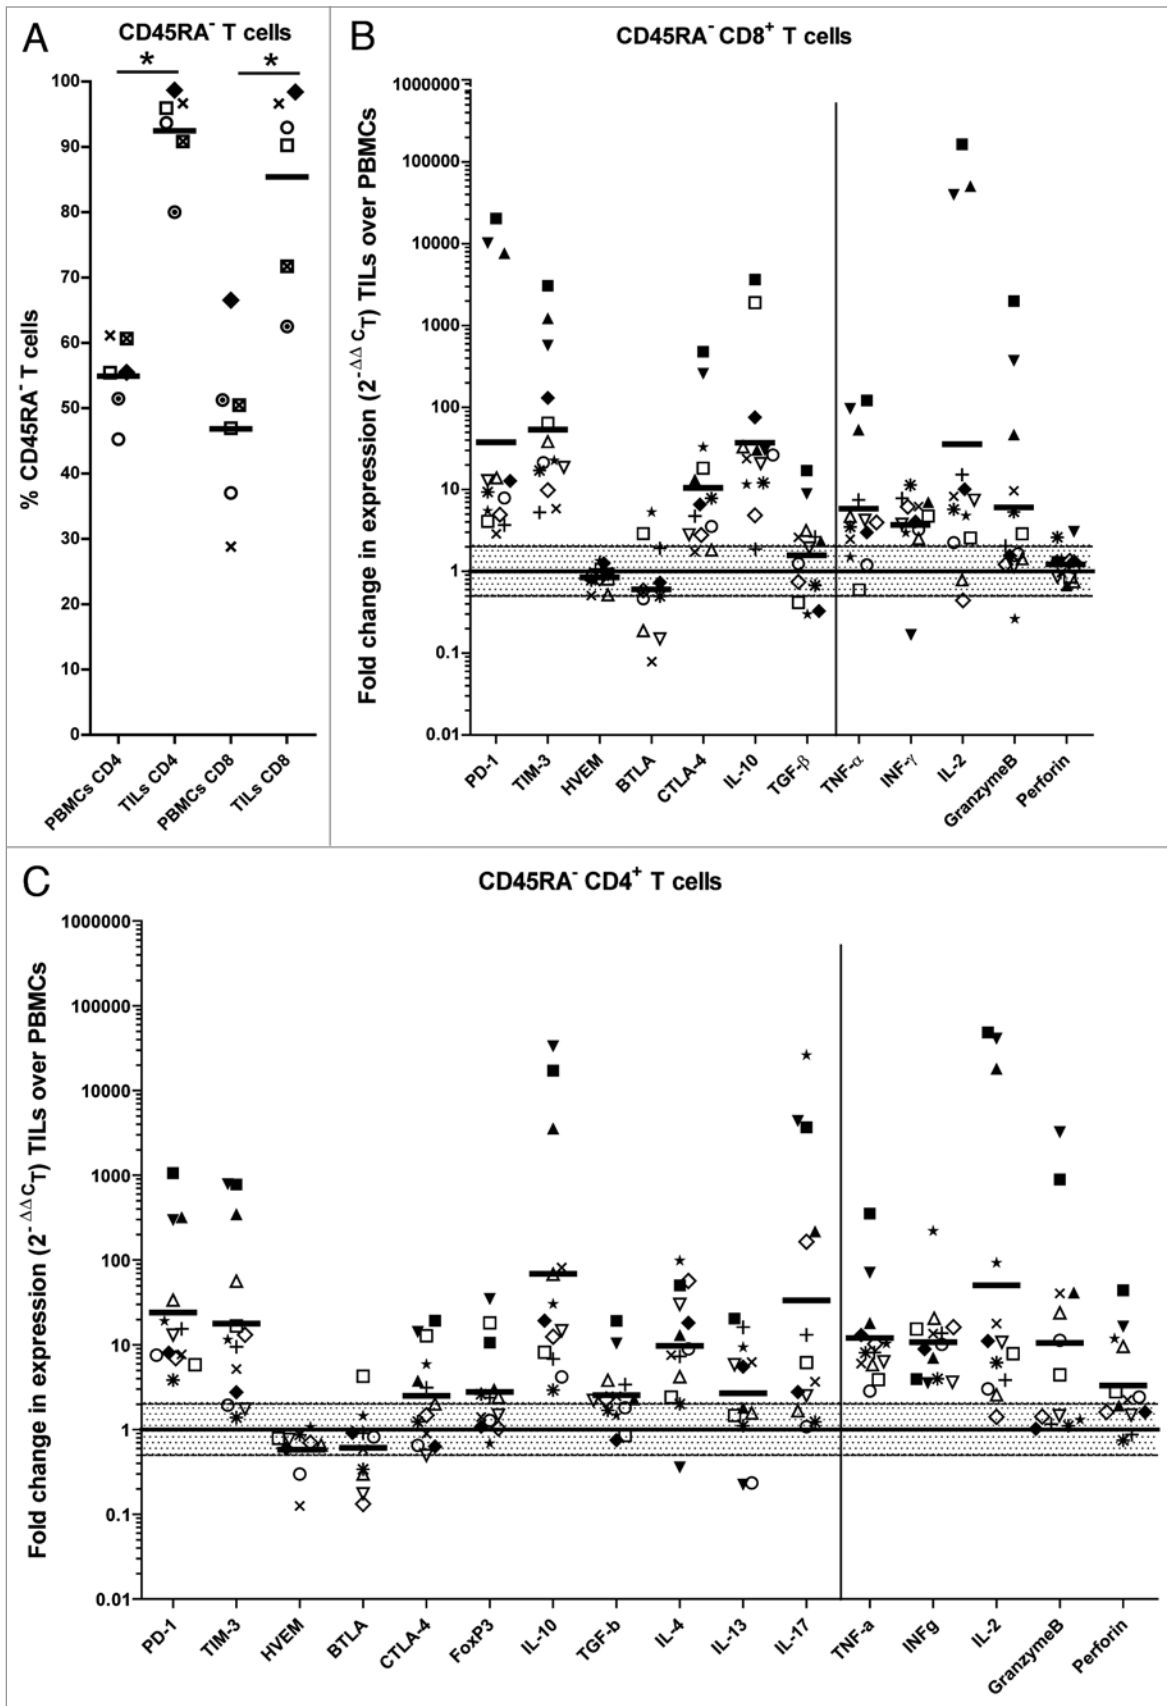 A
CD45RA⁻ T cells
*
*
% CD45RA⁻ T cells
100
90
80
70
60
50
40
30
20
10
0
PBMCs CD4
TILs CD4
PBMCs CD8
TILs CD8
B
CD45RA⁻ CD8⁺ T cells
Fold change in expression (2^-ΔΔC_T) TILs over PBMCs
1000000
100000
10000
1000
100
10
1
0.1
0.01
PD-1
TIM-3
HVEM
BTLA
CTLA-4
IL-10
TGF-β
TNF-α
INF-γ
IL-2
GranzymeB
Perforin
C
CD45RA⁻ CD4⁺ T cells
Fold change in expression (2^-ΔΔC_T) TILs over PBMCs
1000000
100000
10000
1000
100
10
1
0.1
0.01
PD-1
TIM-3
HVEM
BTLA
CTLA-4
FoxP3
IL-10
TGF-b
IL-4
IL-13
IL-17
TNF-a
INFg
IL-2
GranzymeB
Perforin